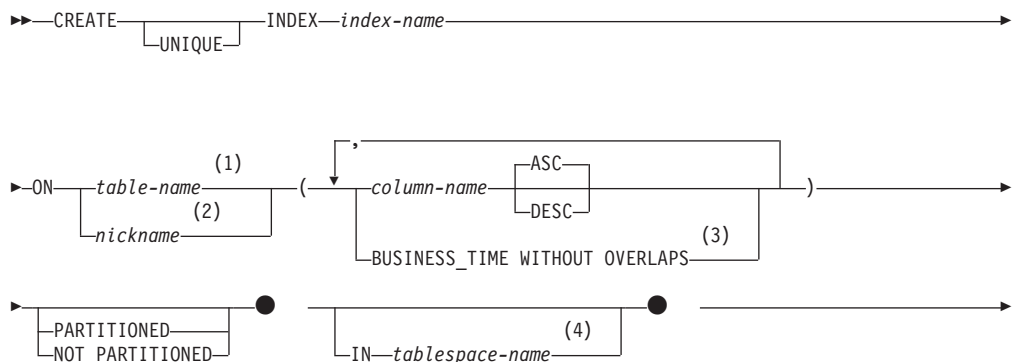 CREATE INDEX index-name
UNIQUE
,
(1) ASC
ON table-name ( column-name )
(2) DESC
nickname (3)
BUSINESS_TIME WITHOUT OVERLAPS
PARTITIONED (4)
NOT PARTITIONED IN tablespace-name